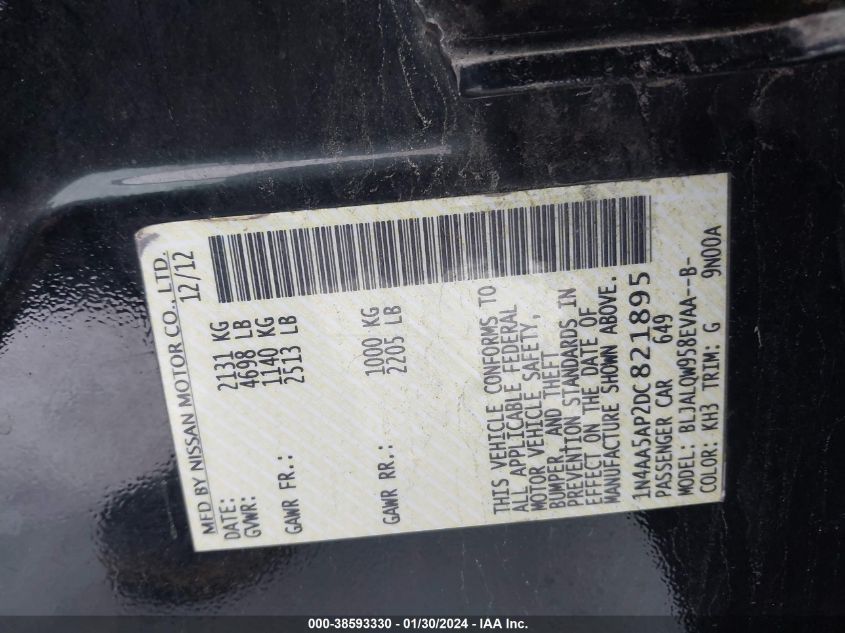 MFD BY NISSAN MOTOR CO., LTD.
DATE: 12/12
GVWR: 2131 KG
4698 LB
GAWR FR.: 1140 KG
2513 LB
GAWR RR.: 1000 KG
2205 LB
THIS VEHICLE CONFORMS TO
ALL APPLICABLE FEDERAL
MOTOR VEHICLE SAFETY,
BUMPER, AND THEFT
PREVENTION STANDARDS IN
EFFECT ON THE DATE OF
MANUFACTURE SHOWN ABOVE.
1N4AA5AP2DC821895
PASSENGER CAR 649
MODEL: BLJALQW958EVAA--B-
COLOR: KH3 TRIM: G 9N00A
000-38593330 - 01/30/2024 - IAA Inc.